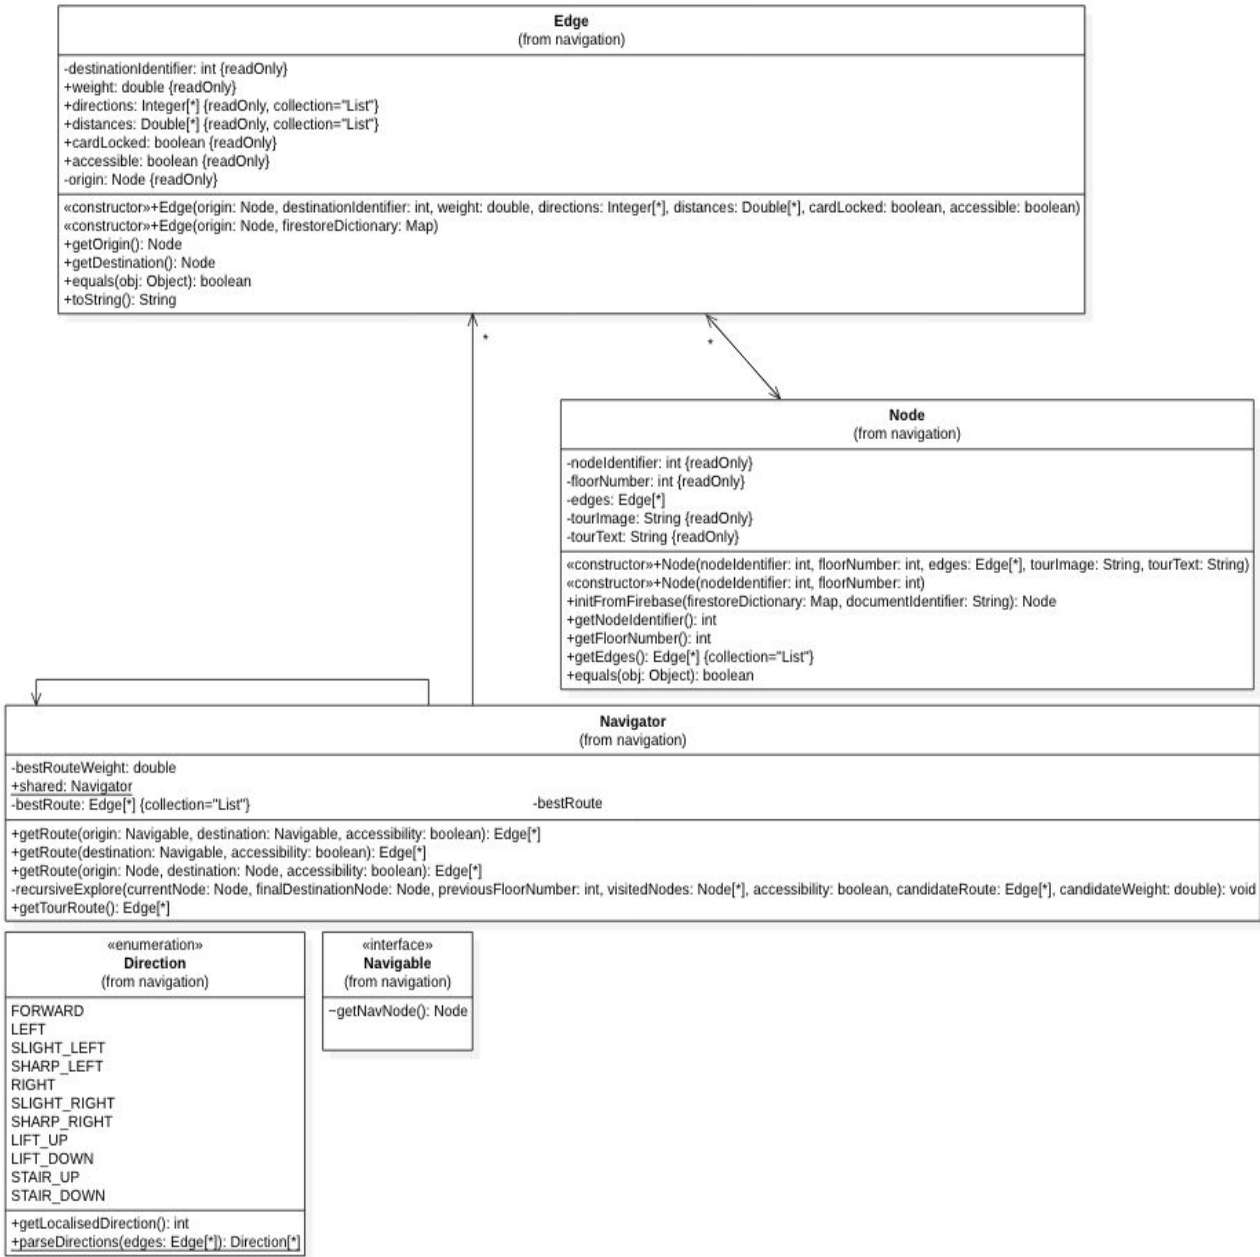 Edge
(from navigation)
-destinationIdentifier: int {readOnly}
+weight: double {readOnly}
+directions: Integer[*] {readOnly, collection="List"}
+distances: Double[*] {readOnly, collection="List"}
+cardLocked: boolean {readOnly}
+accessible: boolean {readOnly}
-origin: Node {readOnly}
«constructor»+Edge(origin: Node, destinationIdentifier: int, weight: double, directions: Integer[*], distances: Double[*], cardLocked: boolean, accessible: boolean)
«constructor»+Edge(origin: Node, firestoreDictionary: Map)
+getOrigin(): Node
+getDestination(): Node
+equals(obj: Object): boolean
+toString(): String
*
*
Node
(from navigation)
-nodeIdentifier: int {readOnly}
-floorNumber: int {readOnly}
-edges: Edge[*]
-tourImage: String {readOnly}
-tourText: String {readOnly}
«constructor»+Node(nodeIdentifier: int, floorNumber: int, edges: Edge[*], tourImage: String, tourText: String)
«constructor»+Node(nodeIdentifier: int, floorNumber: int)
+initFromFirebase(firestoreDictionary: Map, documentIdentifier: String): Node
+getNodeIdentifier(): int
+getFloorNumber(): int
+getEdges(): Edge[*] {collection="List"}
+equals(obj: Object): boolean
Navigator
(from navigation)
-bestRouteWeight: double
+shared: Navigator
-bestRoute: Edge[*] {collection="List"}
-bestRoute
+getRoute(origin: Navigable, destination: Navigable, accessibility: boolean): Edge[*]
+getRoute(destination: Navigable, accessibility: boolean): Edge[*]
+getRoute(origin: Node, destination: Node, accessibility: boolean): Edge[*]
-recursiveExplore(currentNode: Node, finalDestinationNode: Node, previousFloorNumber: int, visitedNodes: Node[*], accessibility: boolean, candidateRoute: Edge[*], candidateWeight: double): void
+getTourRoute(): Edge[*]
«enumeration»
Direction
(from navigation)
FORWARD
LEFT
SLIGHT_LEFT
SHARP_LEFT
RIGHT
SLIGHT_RIGHT
SHARP_RIGHT
LIFT_UP
LIFT_DOWN
STAIR_UP
STAIR_DOWN
+getLocalisedDirection(): int
+parseDirections(edges: Edge[*]): Direction[*]
«interface»
Navigable
(from navigation)
~getNavNode(): Node